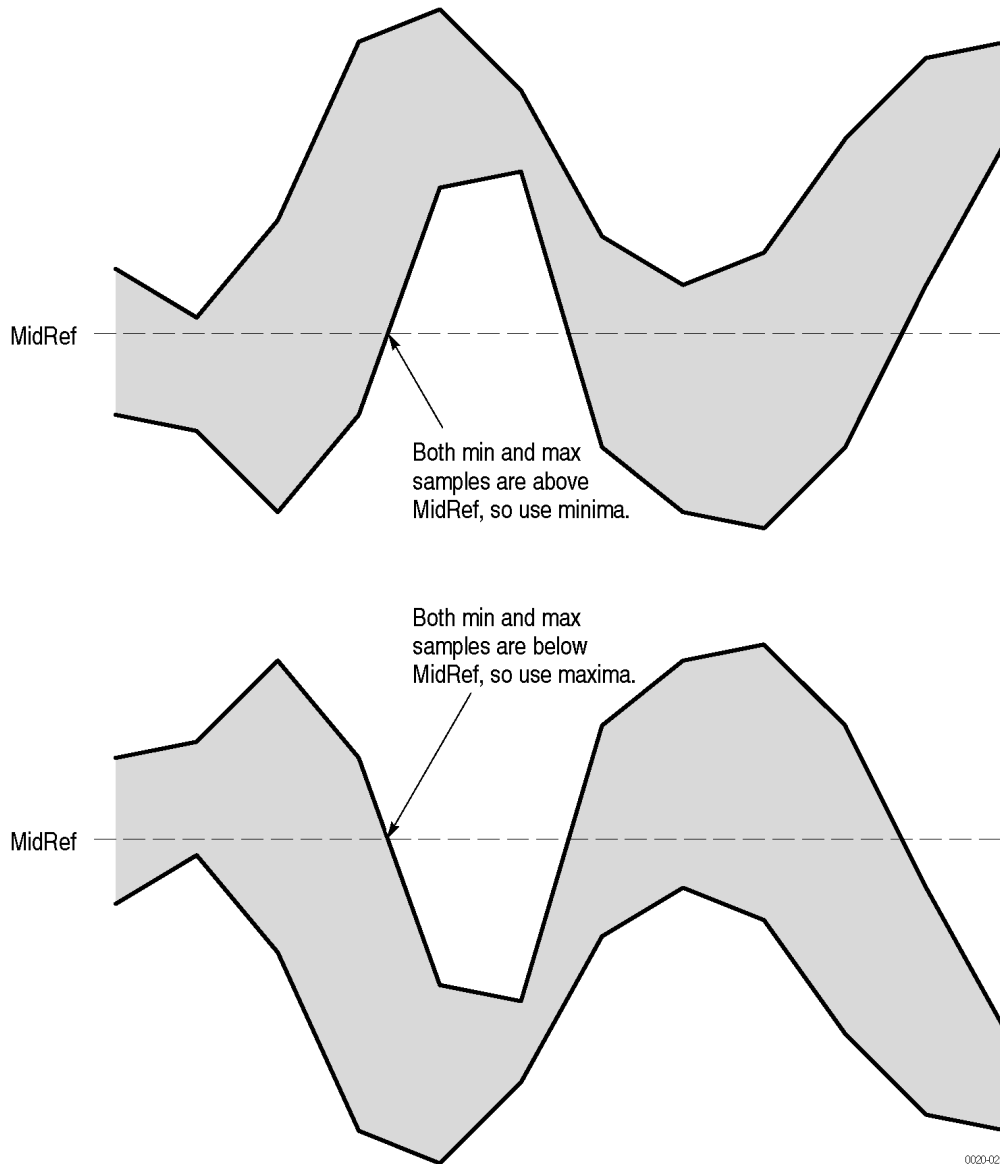 MidRef
Both min and max
samples are above
MidRef, so use minima.
Both min and max
samples are below
MidRef, so use maxima.
MidRef
0020-02